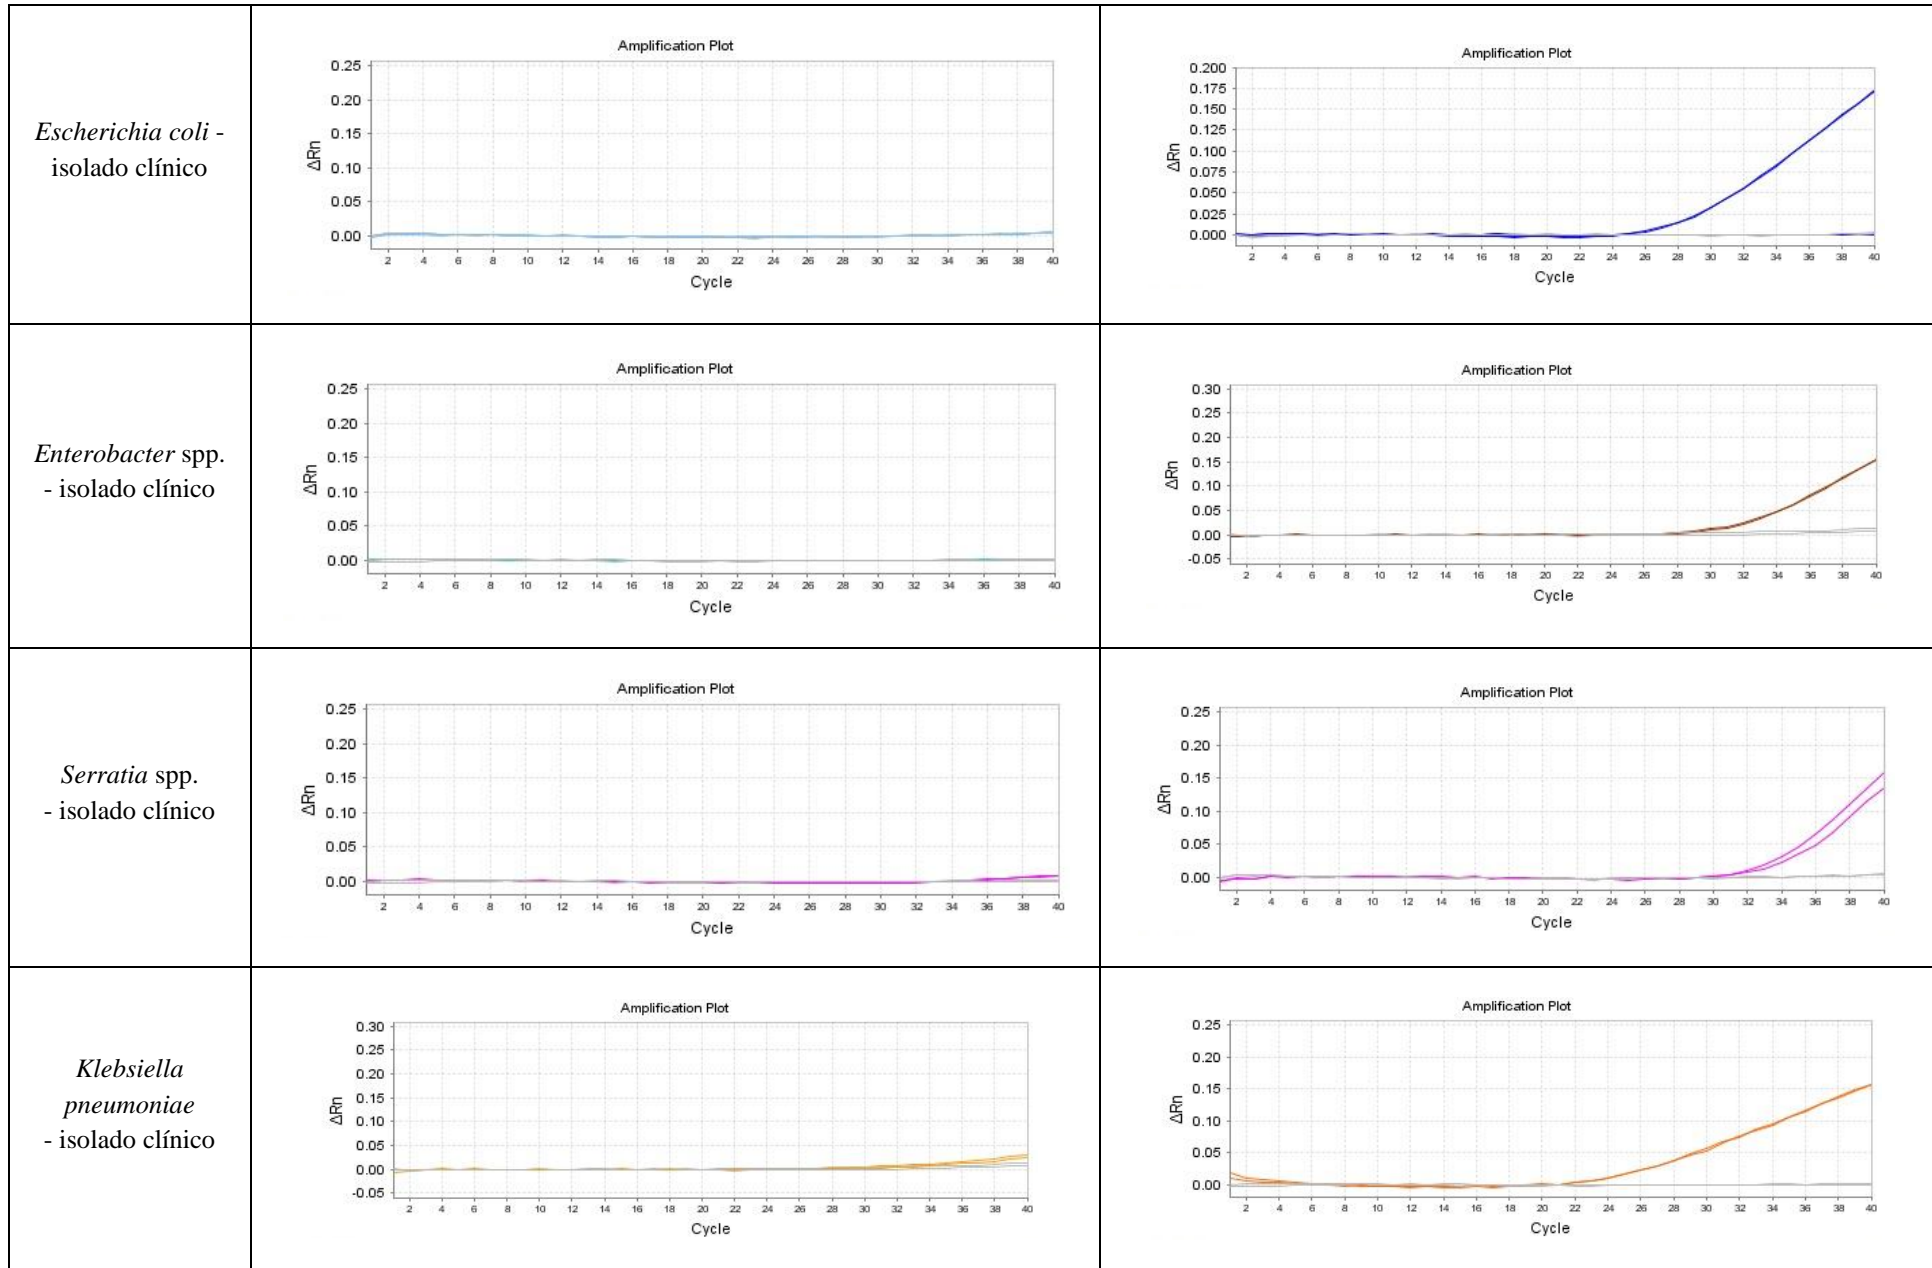 Escherichia coli -
isolado clínico
Amplification Plot
0.25
0.20
0.15
0.10
0.05
0.00
ΔRn
2 4 6 8 10 12 14 16 18 20 22 24 26 28 30 32 34 36 38 40
Cycle
Amplification Plot
0.200
0.175
0.150
0.125
0.100
0.075
0.050
0.025
0.000
ΔRn
2 4 6 8 10 12 14 16 18 20 22 24 26 28 30 32 34 36 38 40
Cycle
Enterobacter spp.
- isolado clínico
Amplification Plot
0.25
0.20
0.15
0.10
0.05
0.00
ΔRn
2 4 6 8 10 12 14 16 18 20 22 24 26 28 30 32 34 36 38 40
Cycle
Amplification Plot
0.30
0.25
0.20
0.15
0.10
0.05
0.00
-0.05
ΔRn
2 4 6 8 10 12 14 16 18 20 22 24 26 28 30 32 34 36 38 40
Cycle
Serratia spp.
- isolado clínico
Amplification Plot
0.25
0.20
0.15
0.10
0.05
0.00
ΔRn
2 4 6 8 10 12 14 16 18 20 22 24 26 28 30 32 34 36 38 40
Cycle
Amplification Plot
0.25
0.20
0.15
0.10
0.05
0.00
ΔRn
2 4 6 8 10 12 14 16 18 20 22 24 26 28 30 32 34 36 38 40
Cycle
Klebsiella
pneumoniae
- isolado clínico
Amplification Plot
0.30
0.25
0.20
0.15
0.10
0.05
0.00
-0.05
ΔRn
2 4 6 8 10 12 14 16 18 20 22 24 26 28 30 32 34 36 38 40
Cycle
Amplification Plot
0.25
0.20
0.15
0.10
0.05
0.00
ΔRn
2 4 6 8 10 12 14 16 18 20 22 24 26 28 30 32 34 36 38 40
Cycle